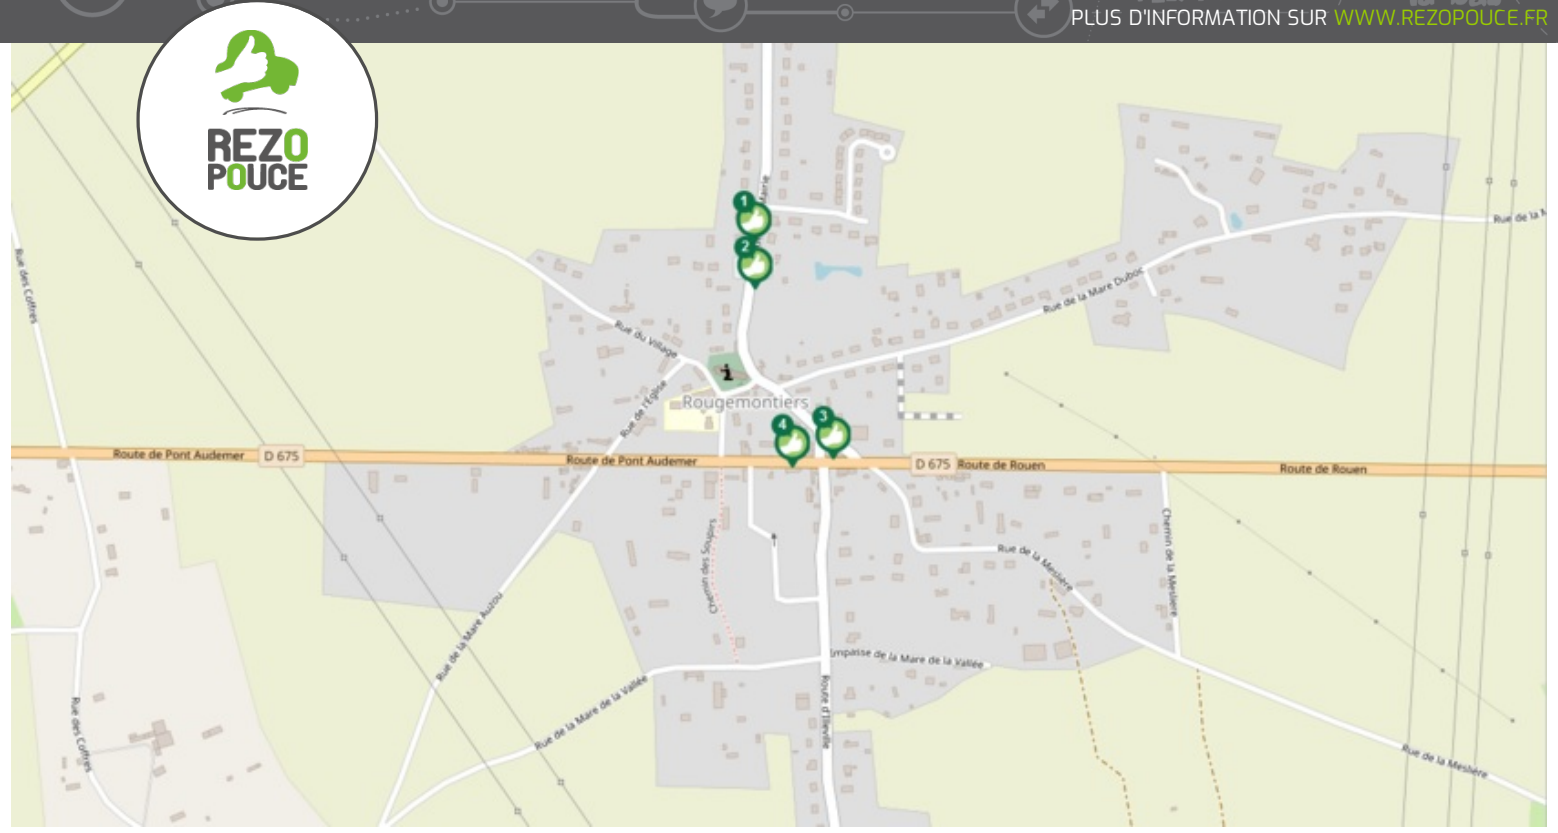 PLUS D'INFORMATION SUR WWW.REZOPOUCE.FR
REZO
POUCE
Mairie
1
2
Rue des Coffres
Rue de la M
Rue de la Mare Duboc
Rue du Village
Rue de l'Église
Rougemontiers
3
4
Route de Pont Audemer
D 675
Route de Pont Audemer
D 675
Route de Rouen
Route de Rouen
Chemin des Soupirs
Rue de la Meslière
Chemin de la Meslière
Rue de la Mare Auzou
Impasse de la Mare de la Vallée
Rue de la Mare de la Vallée
Route d'Illeville
Rue des Coffres
Rue de la Meslière